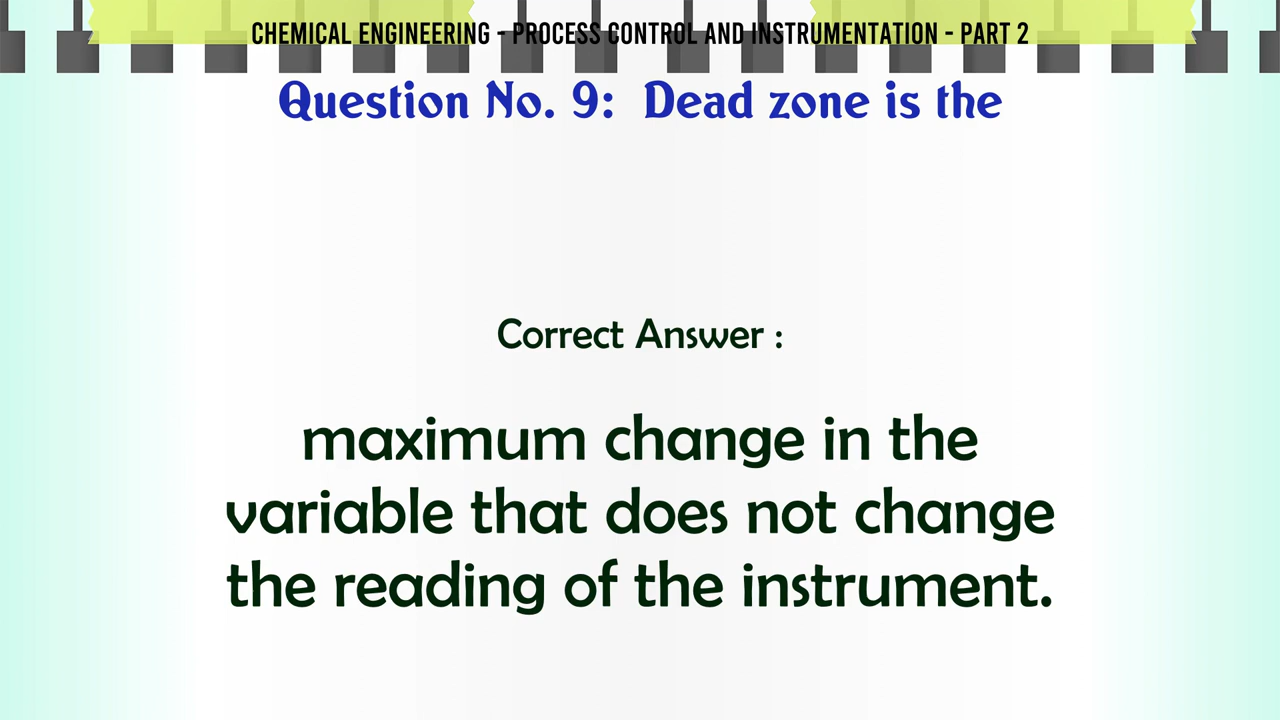 CHEMICAL ENGINEERING - PROCESS CONTROL AND INSTRUMENTATION - PART 2
Question No. 9: Dead zone is the
Correct Answer :
maximum change in the
variable that does not change
the reading of the instrument.